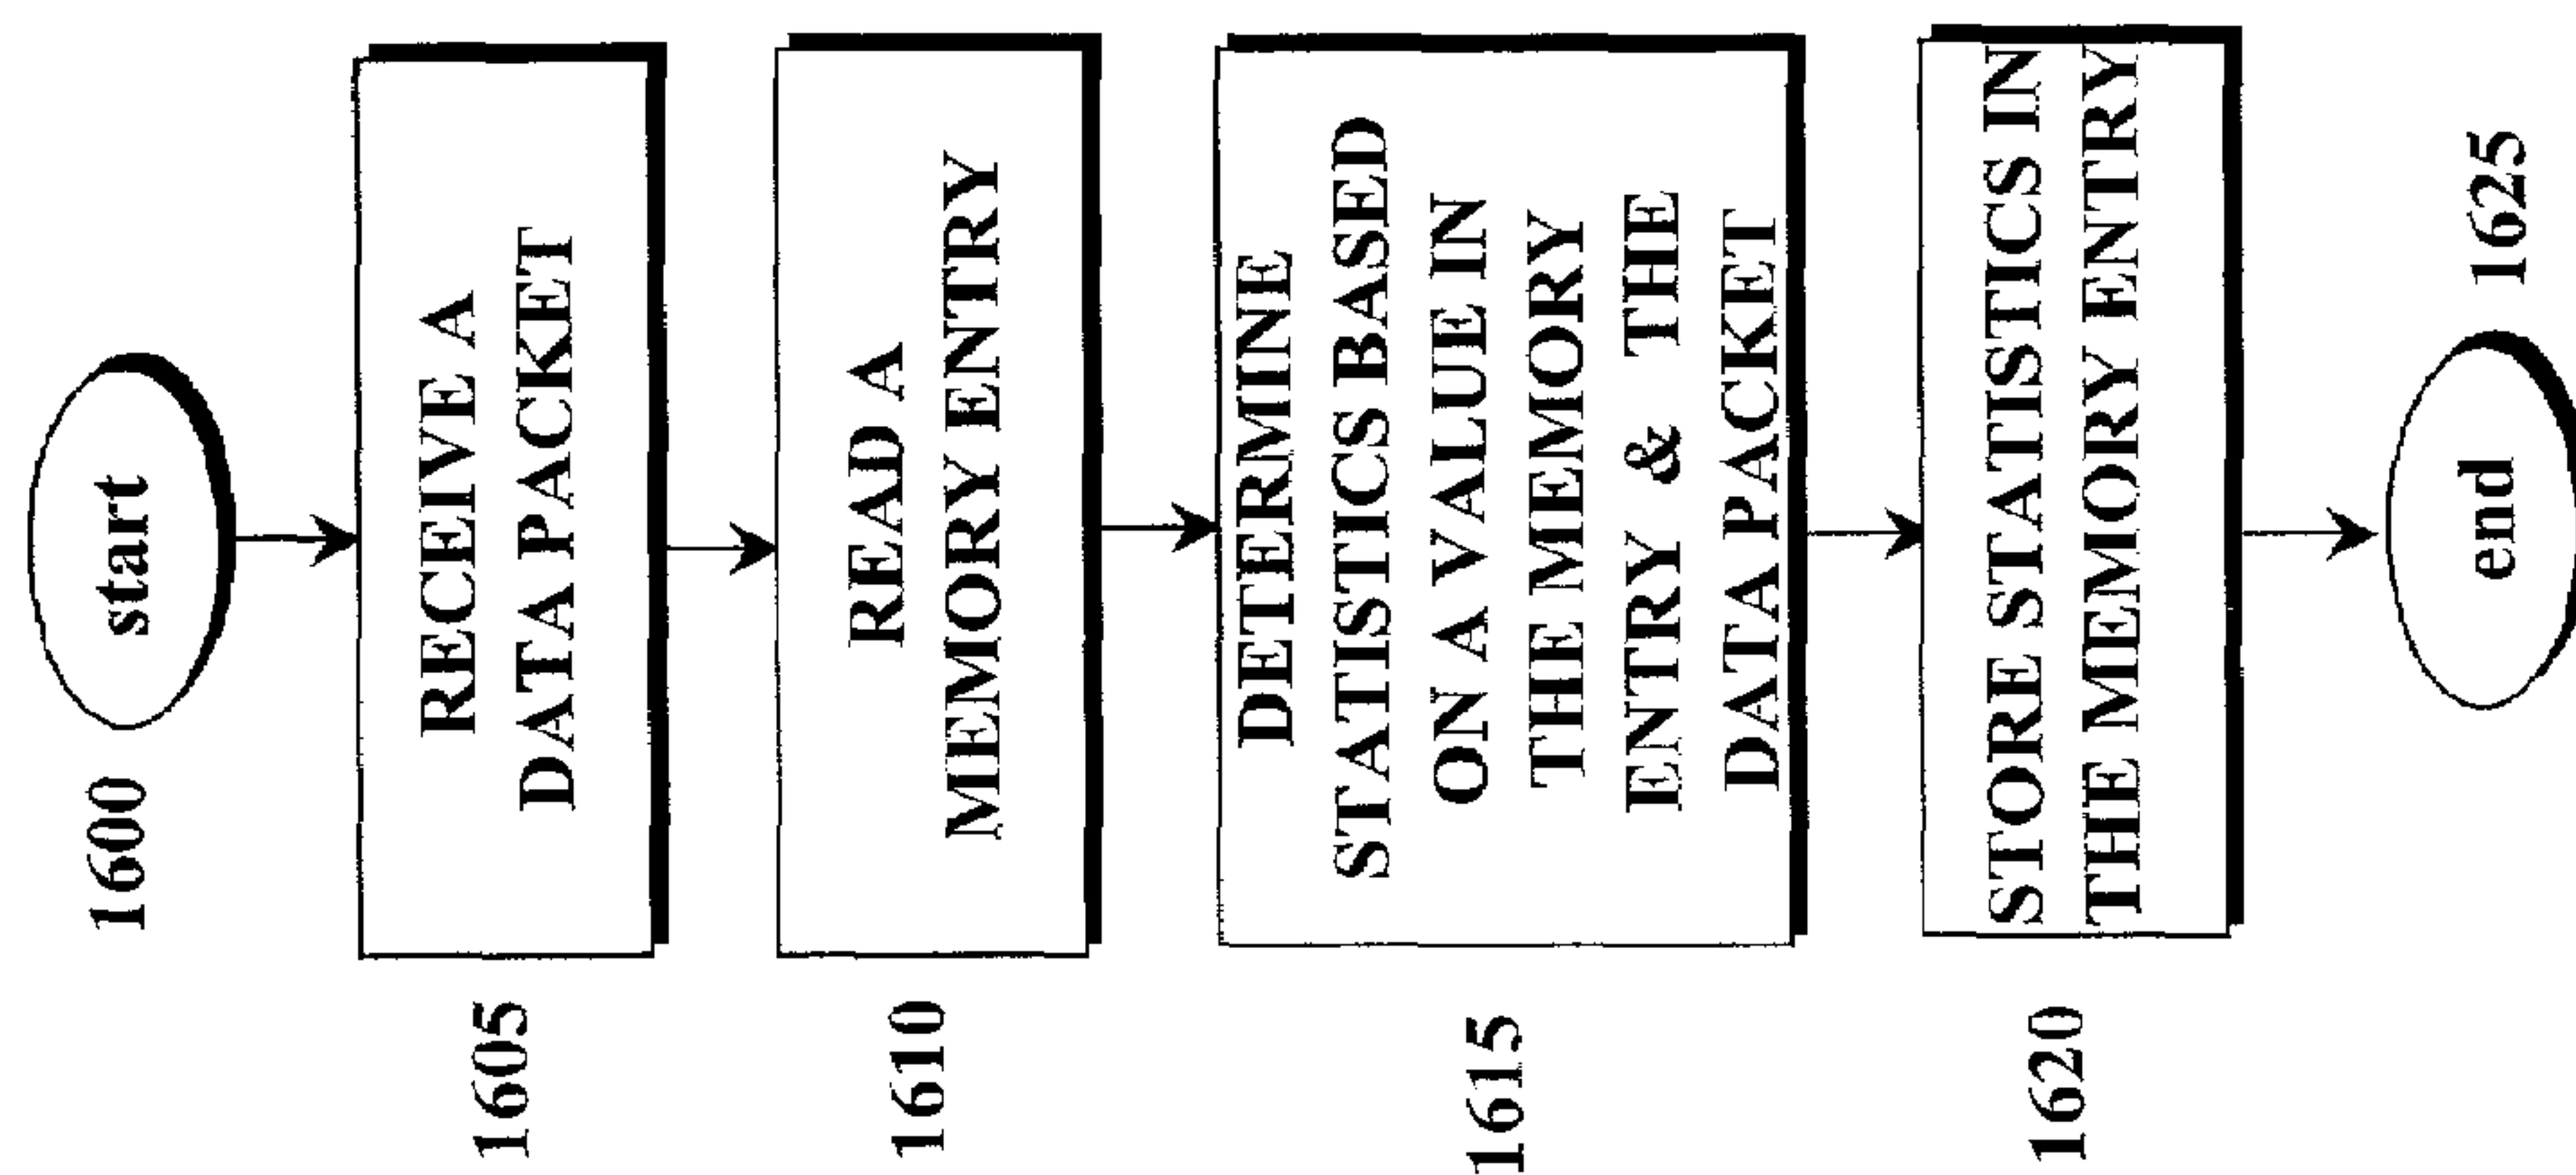 1600
start
1605
RECEIVE A
DATA PACKET
1610
READ A
MEMORY ENTRY
1615
DETERMINE
STATISTICS BASED
ON A VALUE IN
THE MEMORY
ENTRY & THE
DATA PACKET
1620
STORE STATISTICS IN
THE MEMORY ENTRY
end
1625